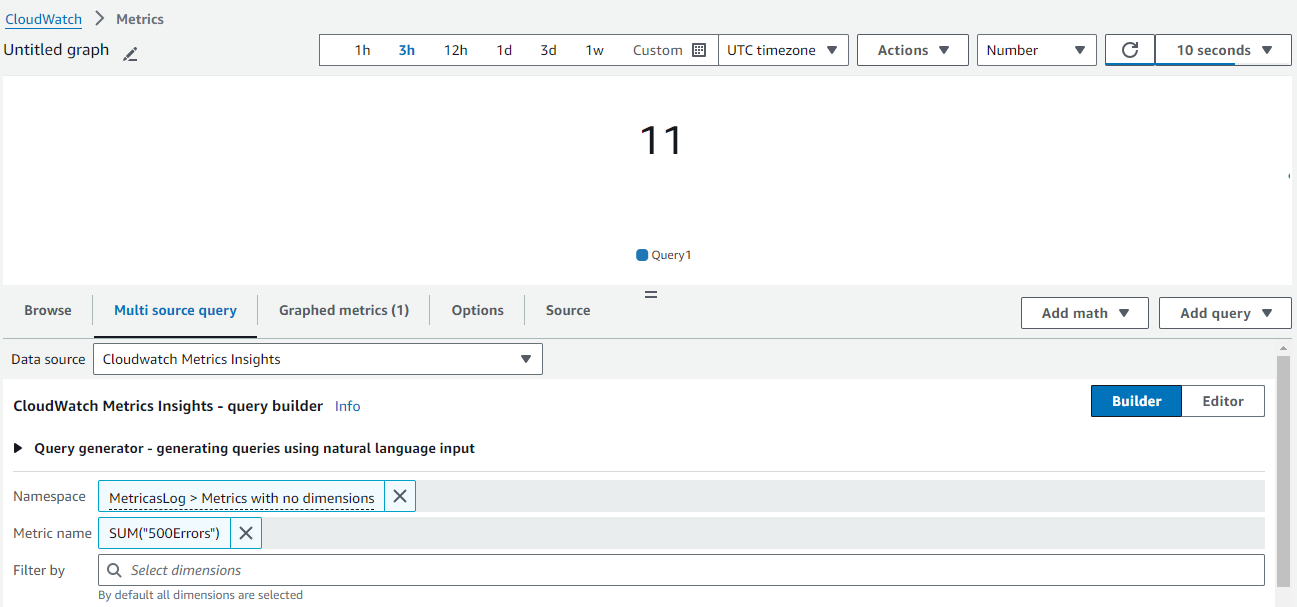 CloudWatch > Metrics
Untitled graph
1h 3h 12h 1d 3d 1w Custom UTC timezone Actions Number 10 seconds
11
Query1
Browse Multi source query Graphed metrics (1) Options Source Add math Add query
Data source Cloudwatch Metrics Insights
CloudWatch Metrics Insights - query builder Info Builder Editor
Query generator - generating queries using natural language input
Namespace MetricasLog > Metrics with no dimensions
Metric name SUM("500Errors")
Filter by Select dimensions
By default all dimensions are selected